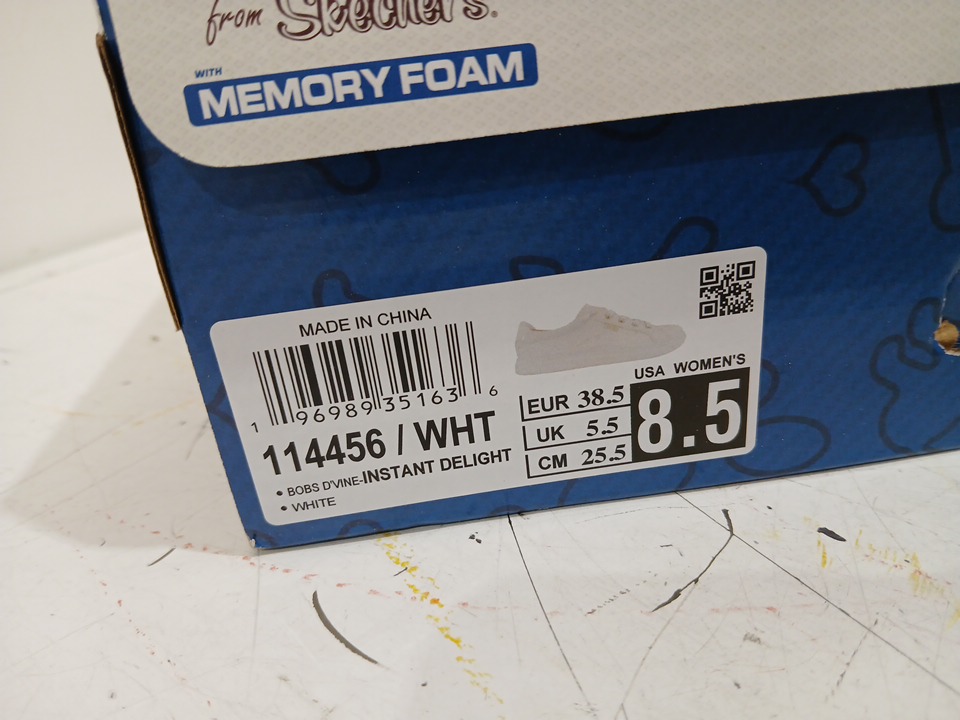 from Skechers®
WITH
MEMORY FOAM
MADE IN CHINA
1 96989 35163 6
114456 / WHT
• BOBS D'VINE-INSTANT DELIGHT
• WHITE
EUR 38.5
UK 5.5
CM 25.5
USA WOMEN'S
8.5